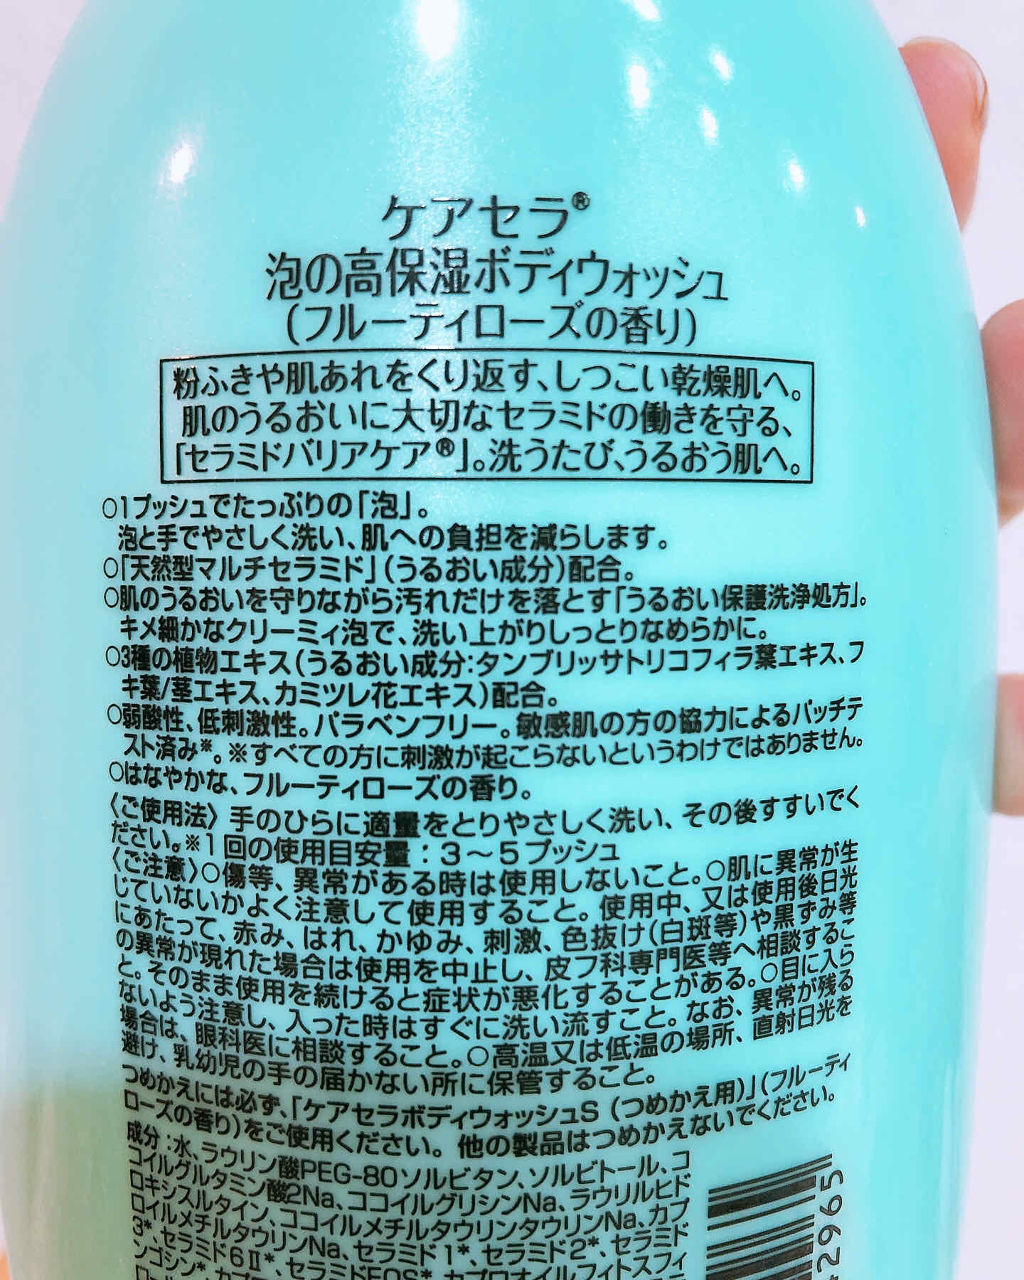 ケアセラ®
泡の高保湿ボディウォッシュ
(フルーティローズの香り)
粉ふきや肌あれをくり返す、しつこい乾燥肌へ。
肌のうるおいに大切なセラミドの働きを守る、
「セラミドバリアケア®」。洗うたび、うるおう肌へ。
○1プッシュでたっぷりの「泡」。
泡と手でやさしく洗い、肌への負担を減らします。
○「天然型マルチセラミド」(うるおい成分)配合。
○肌のうるおいを守りながら汚れだけを落とす「うるおい保護洗浄処方」。
キメ細かなクリーミィ泡で、洗い上がりしっとりなめらかに。
○3種の植物エキス(うるおい成分:タンブリッサトリコフィラ葉エキス、フ
キ葉/茎エキス、カミツレ花エキス)配合。
○弱酸性、低刺激性。パラベンフリー。敏感肌の方の協力によるパッチテ
スト済み※。※すべての方に刺激が起こらないというわけではありません。
○はなやかな、フルーティローズの香り。
〈ご使用法〉手のひらに適量をとりやさしく洗い、その後すすいでく
ださい。※1回の使用目安量:3〜5プッシュ
〈ご注意〉○傷等、異常がある時は使用しないこと。○肌に異常が生
じていないかよく注意して使用すること。使用中、又は使用後日光
にあたって、赤み、はれ、かゆみ、刺激、色抜け(白斑等)や黒ずみ等
の異常が現れた場合は使用を中止し、皮フ科専門医等へ相談するこ
と。そのまま使用を続けると症状が悪化することがある。○目に入ら
ないよう注意し、入った時はすぐに洗い流すこと。なお、異常が残る
場合は、眼科医に相談すること。○高温又は低温の場所、直射日光を
避け、乳幼児の手の届かない所に保管すること。
つめかえには必ず、「ケアセラボディウォッシュS(つめかえ用)」(フルーティ
ローズの香り)をご使用ください。他の製品はつめかえないでください。
成分:水、ラウリン酸PEG-80ソルビタン、ソルビトール、コ
コイルグルタミン酸2Na、ココイルグリシンNa、ラウリルヒド
ロキシスルタイン、ココイルメチルタウリンタウリンNa、カプ
ロイルメチルタウリンNa、セラミド1*、セラミド2*、セラミド
3*、セラミド6Ⅱ*、セラミドEOS*、カプロオイルフィトスフィ
ンゴシン*、カプロ
2965